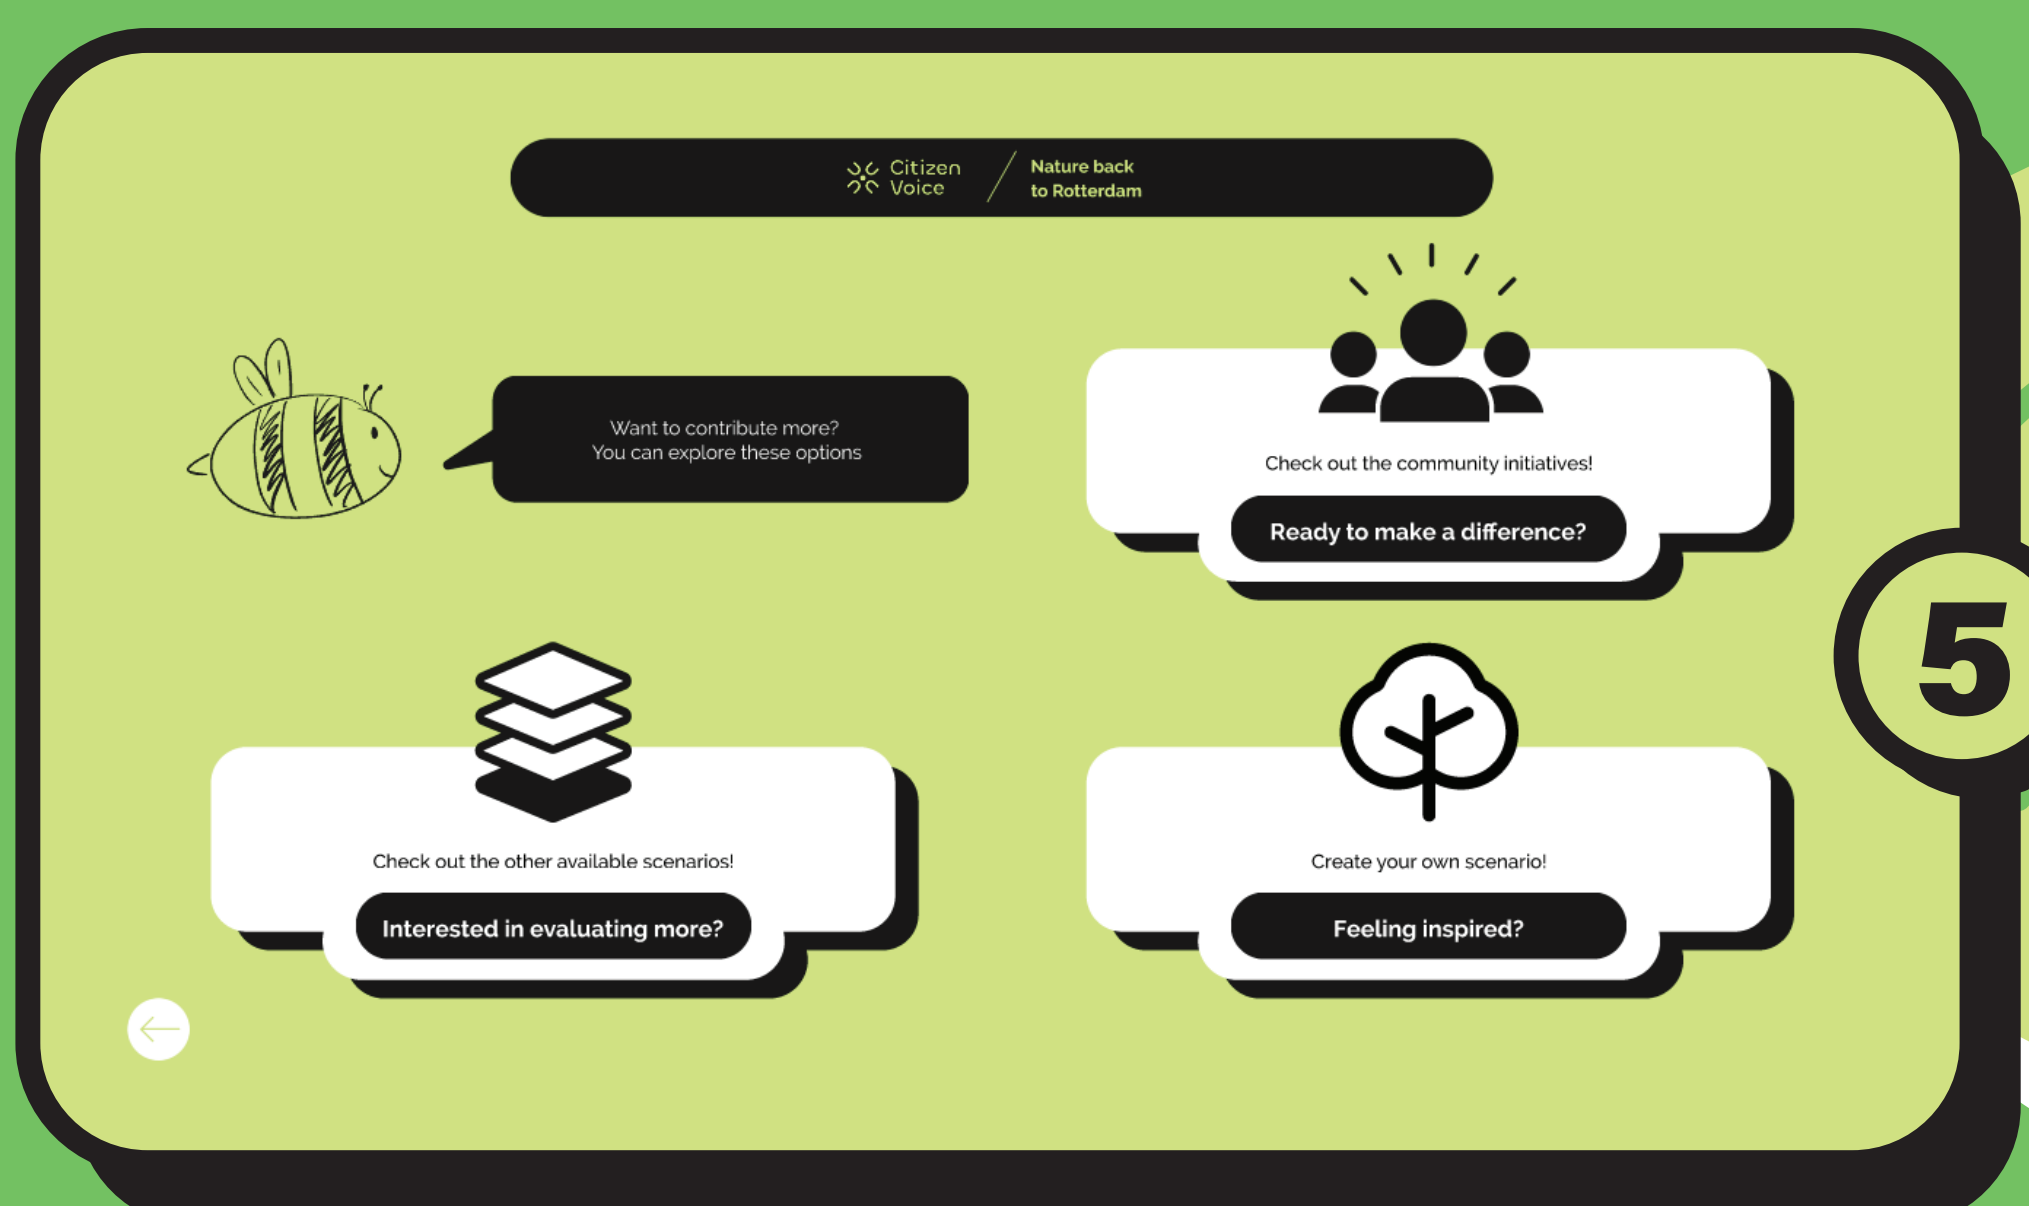 Citizen
Voice
Nature back
to Rotterdam
Want to contribute more?
You can explore these options
Check out the community initiatives!
Ready to make a difference?
5
Check out the other available scenarios!
Interested in evaluating more?
Create your own scenario!
Feeling inspired?